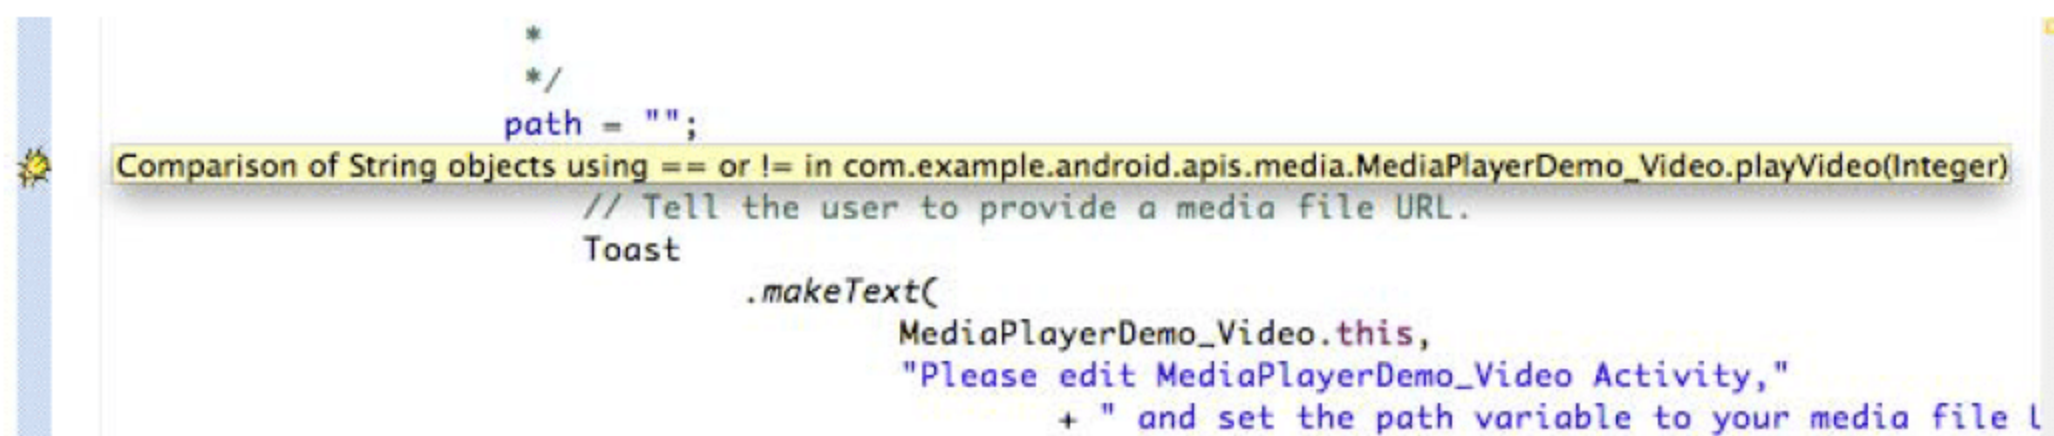 *
*/
path = "";
Comparison of String objects using == or != in com.example.android.apis.media.MediaPlayerDemo_Video.playVideo(Integer)
// Tell the user to provide a media file URL.
Toast
.makeText(
MediaPlayerDemo_Video.this,
"Please edit MediaPlayerDemo_Video Activity,"
+ " and set the path variable to your media file